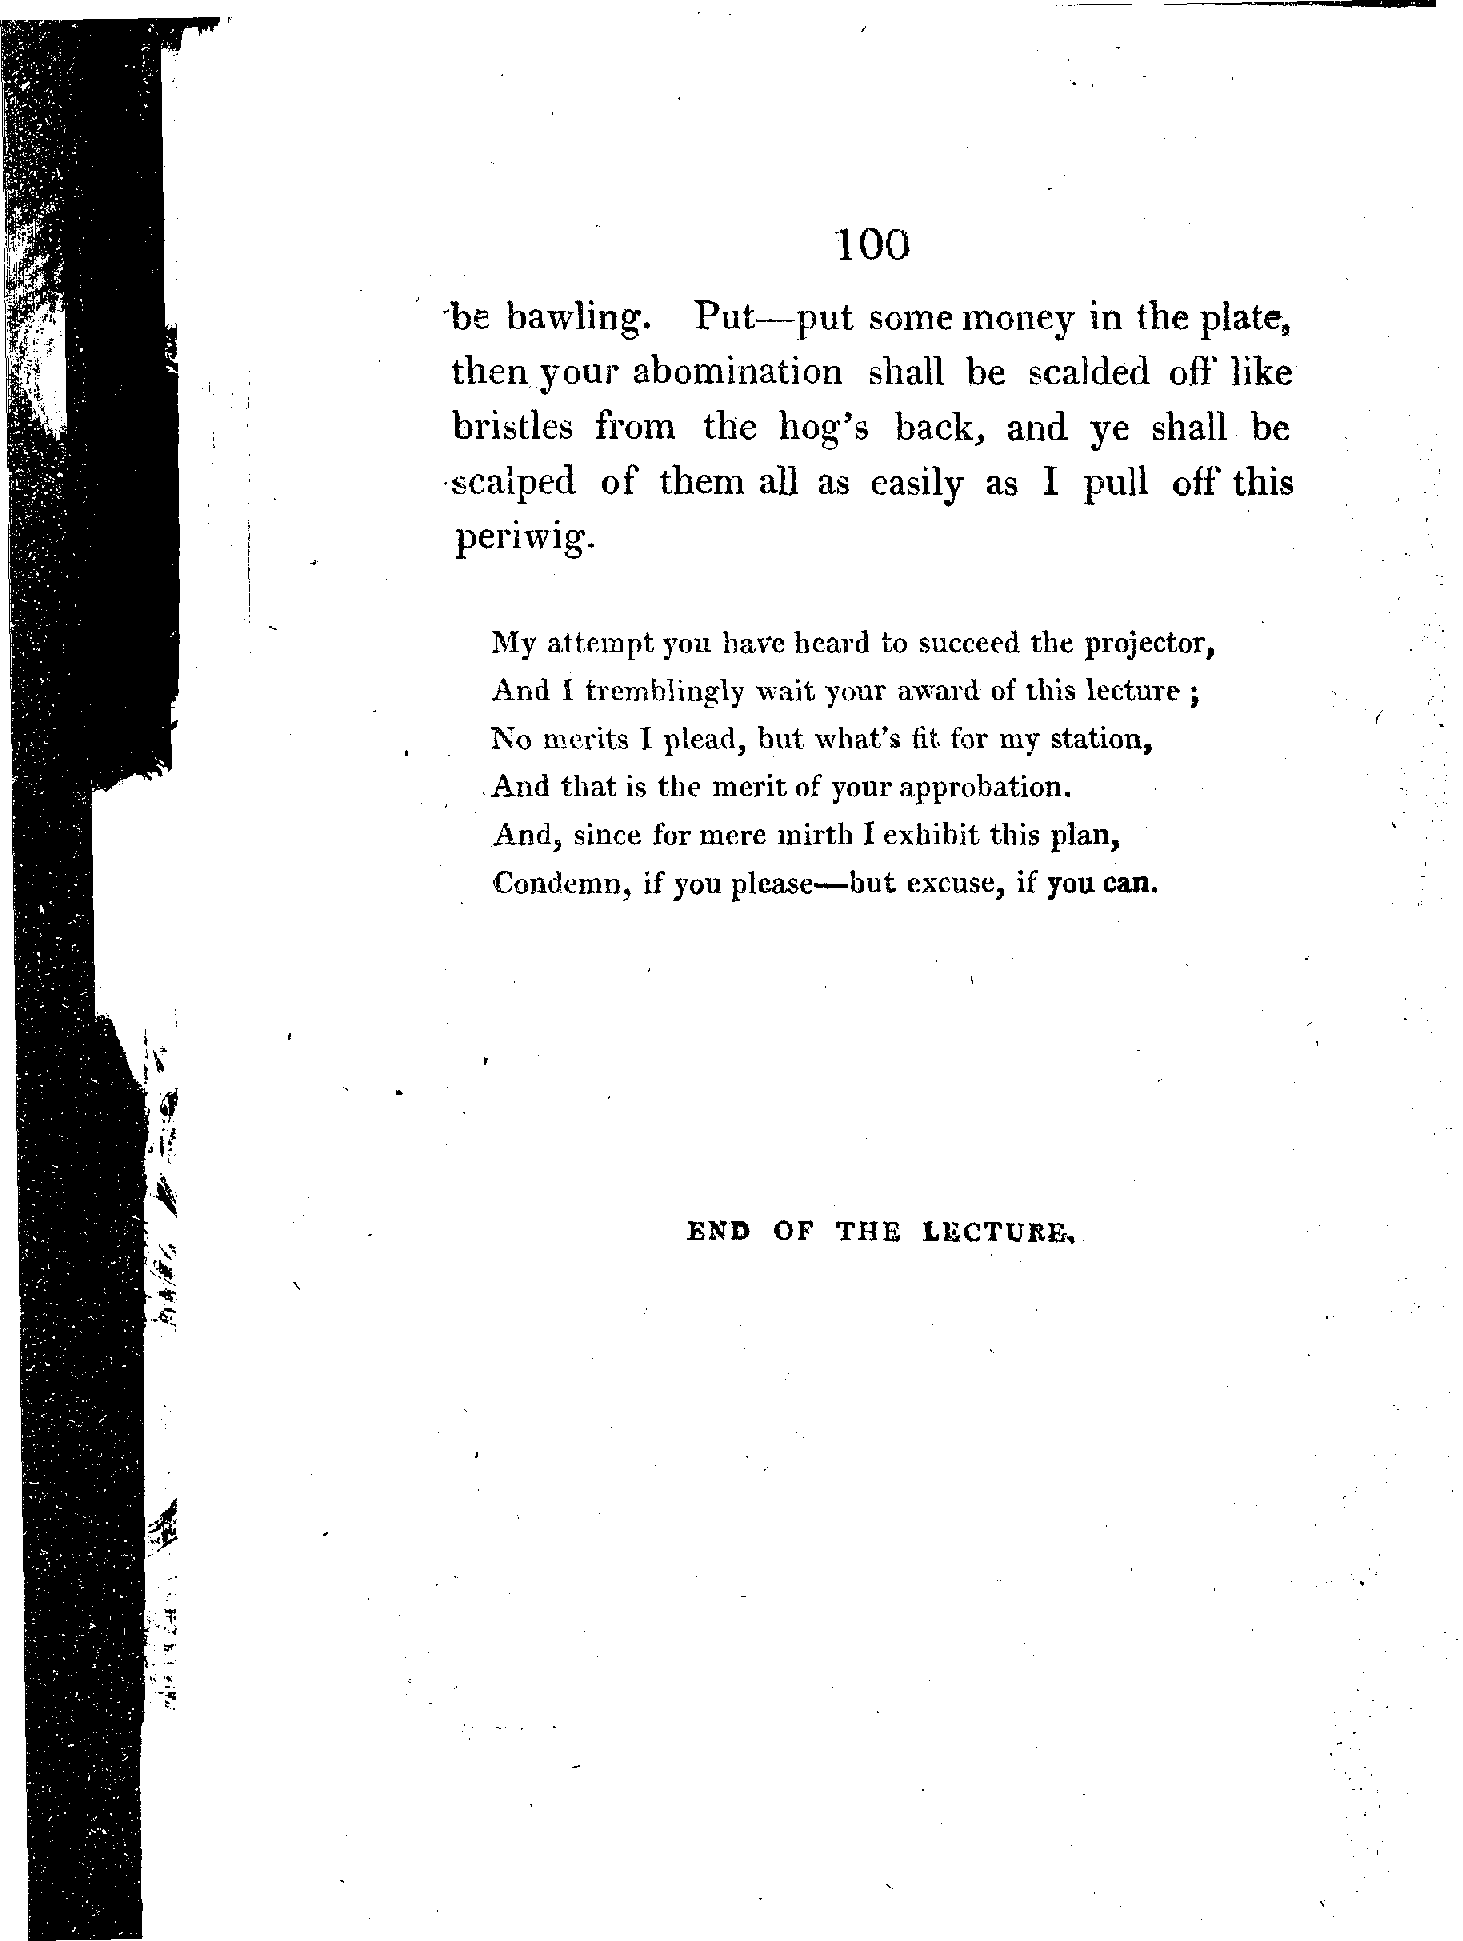 100
be bawling. Put—put some money in the plate,
then your abomination shall be scalded off like
bristles from the hog's back, and ye shall be
scalped of them all as easily as I pull off this
periwig.
My attempt you have heard to succeed the projector,
And I tremblingly wait your award of this lecture ;
No merits I plead, but what's fit for my station,
And that is the merit of your approbation.
And, since for mere mirth I exhibit this plan,
Condemn, if you please—but excuse, if you can.
END OF THE LECTURE.